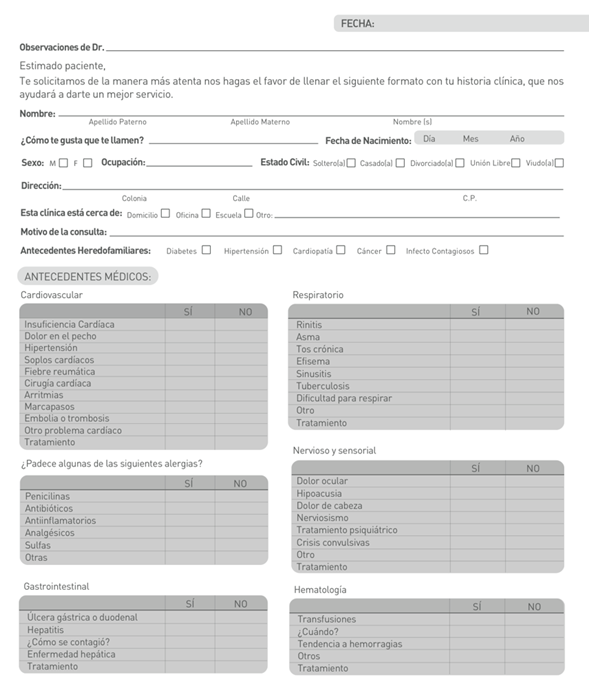 FECHA:
Observaciones de Dr.
Estimado paciente,
Te solicitamos de la manera más atenta nos hagas el favor de llenar el siguiente formato con tu historia clínica, que nos
ayudará a darte un mejor servicio.
Nombre:
Apellido Paterno Apellido Materno Nombre (s)
¿Cómo te gusta que te llamen? Fecha de Nacimiento: Día Mes Año
Sexo: M F Ocupación: Estado Civil: Soltero(a) Casado(a) Divorciado(a) Unión Libre Viudo(a)
Dirección:
Colonia Calle C.P.
Esta clínica está cerca de: Domicilio Oficina Escuela Otro:
Motivo de la consulta:
Antecedentes Heredofamiliares: Diabetes Hipertensión Cardiopatía Cáncer Infecto Contagiosos
ANTECEDENTES MÉDICOS:
Cardiovascular
SÍ NO
Insuficiencia Cardíaca
Dolor en el pecho
Hipertensión
Soplos cardíacos
Fiebre reumática
Cirugía cardíaca
Arritmias
Marcapasos
Embolia o trombosis
Otro problema cardíaco
Tratamiento
¿Padece algunas de las siguientes alergias?
SÍ NO
Penicilinas
Antibióticos
Antiinflamatorios
Analgésicos
Sulfas
Otras
Gastrointestinal
SÍ NO
Úlcera gástrica o duodenal
Hepatitis
¿Cómo se contagió?
Enfermedad hepática
Tratamiento
Respiratorio
SÍ NO
Rinitis
Asma
Tos crónica
Efisema
Sinusitis
Tuberculosis
Dificultad para respirar
Otro
Tratamiento
Nervioso y sensorial
SÍ NO
Dolor ocular
Hipoacusia
Dolor de cabeza
Nerviosismo
Tratamiento psiquiátrico
Crisis convulsivas
Otro
Tratamiento
Hematología
SÍ NO
Transfusiones
¿Cuándo?
Tendencia a hemorragias
Otros
Tratamiento